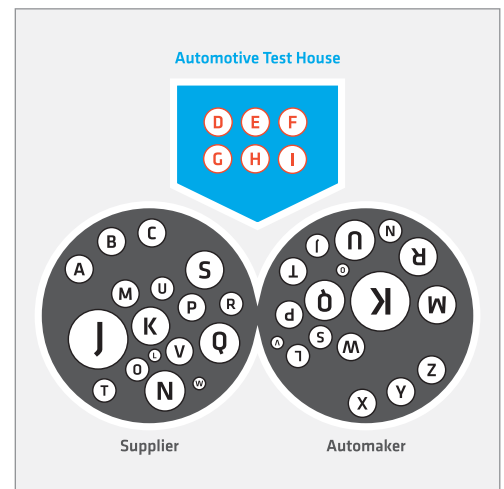 Automotive Test House
D E F
G H I
B C
A S
M U P R
J K Q
O L V
T N W
Supplier
J U N R
T O
P Q K M
V L S W
X Y Z
Automaker